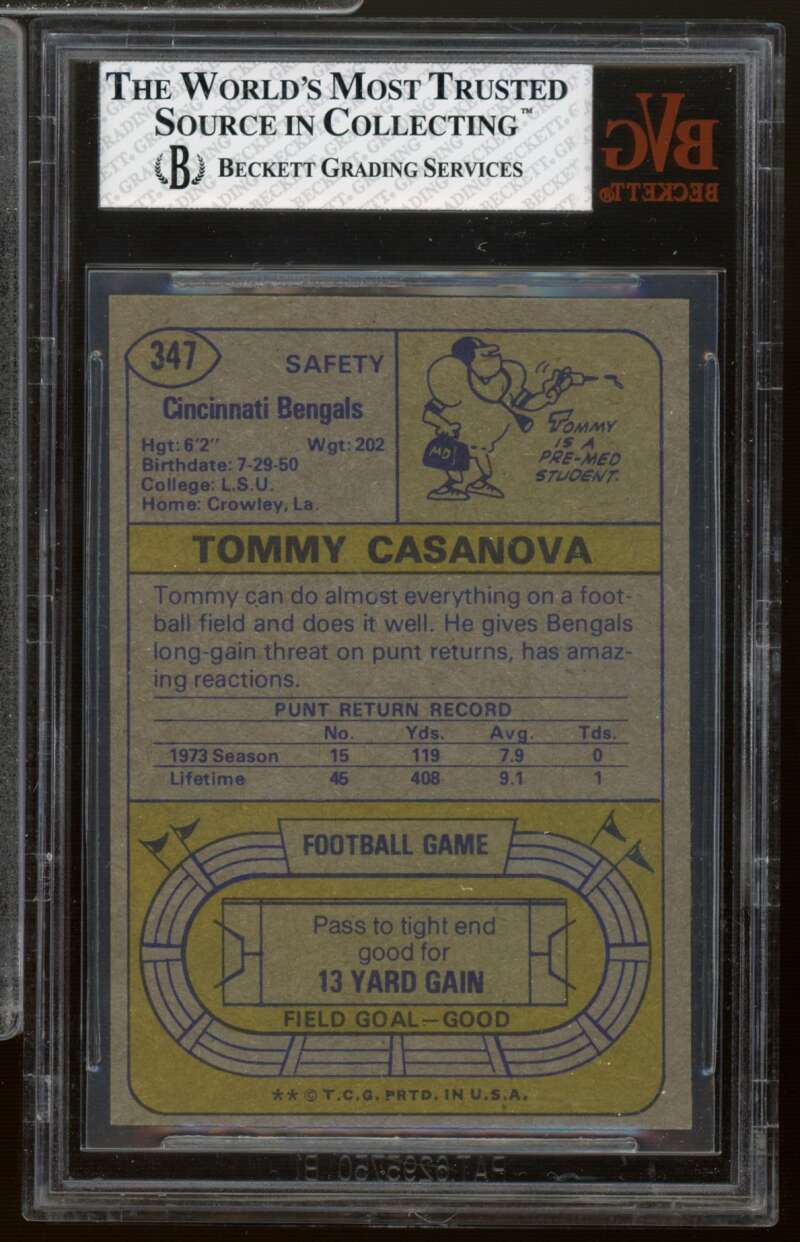 THE WORLD'S MOST TRUSTED
SOURCE IN COLLECTING™
B BECKETT GRADING SERVICES
BVG
BECKETT®
347
SAFETY
Cincinnati Bengals
Hgt: 6'2" Wgt: 202
Birthdate: 7-29-50
College: L.S.U.
Home: Crowley, La.
MD
TOMMY
IS A
PRE-MED
STUDENT.
TOMMY CASANOVA
Tommy can do almost everything on a foot-
ball field and does it well. He gives Bengals
long-gain threat on punt returns, has amaz-
ing reactions.
PUNT RETURN RECORD
No. Yds. Avg. Tds.
1973 Season 15 119 7.9 0
Lifetime 45 408 9.1 1
FOOTBALL GAME
Pass to tight end
good for
13 YARD GAIN
FIELD GOAL—GOOD
** © T.C.G. PRTD. IN U.S.A.
PAT 6295750 B1